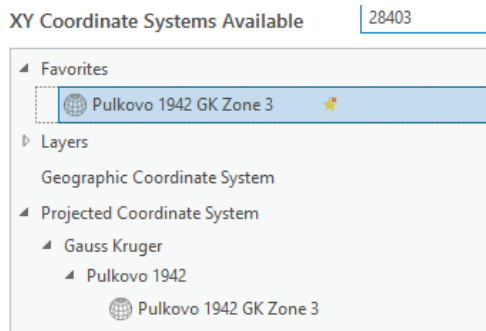 XY Coordinate Systems Available 28403
Favorites
Pulkovo 1942 GK Zone 3
Layers
Geographic Coordinate System
Projected Coordinate System
Gauss Kruger
Pulkovo 1942
Pulkovo 1942 GK Zone 3